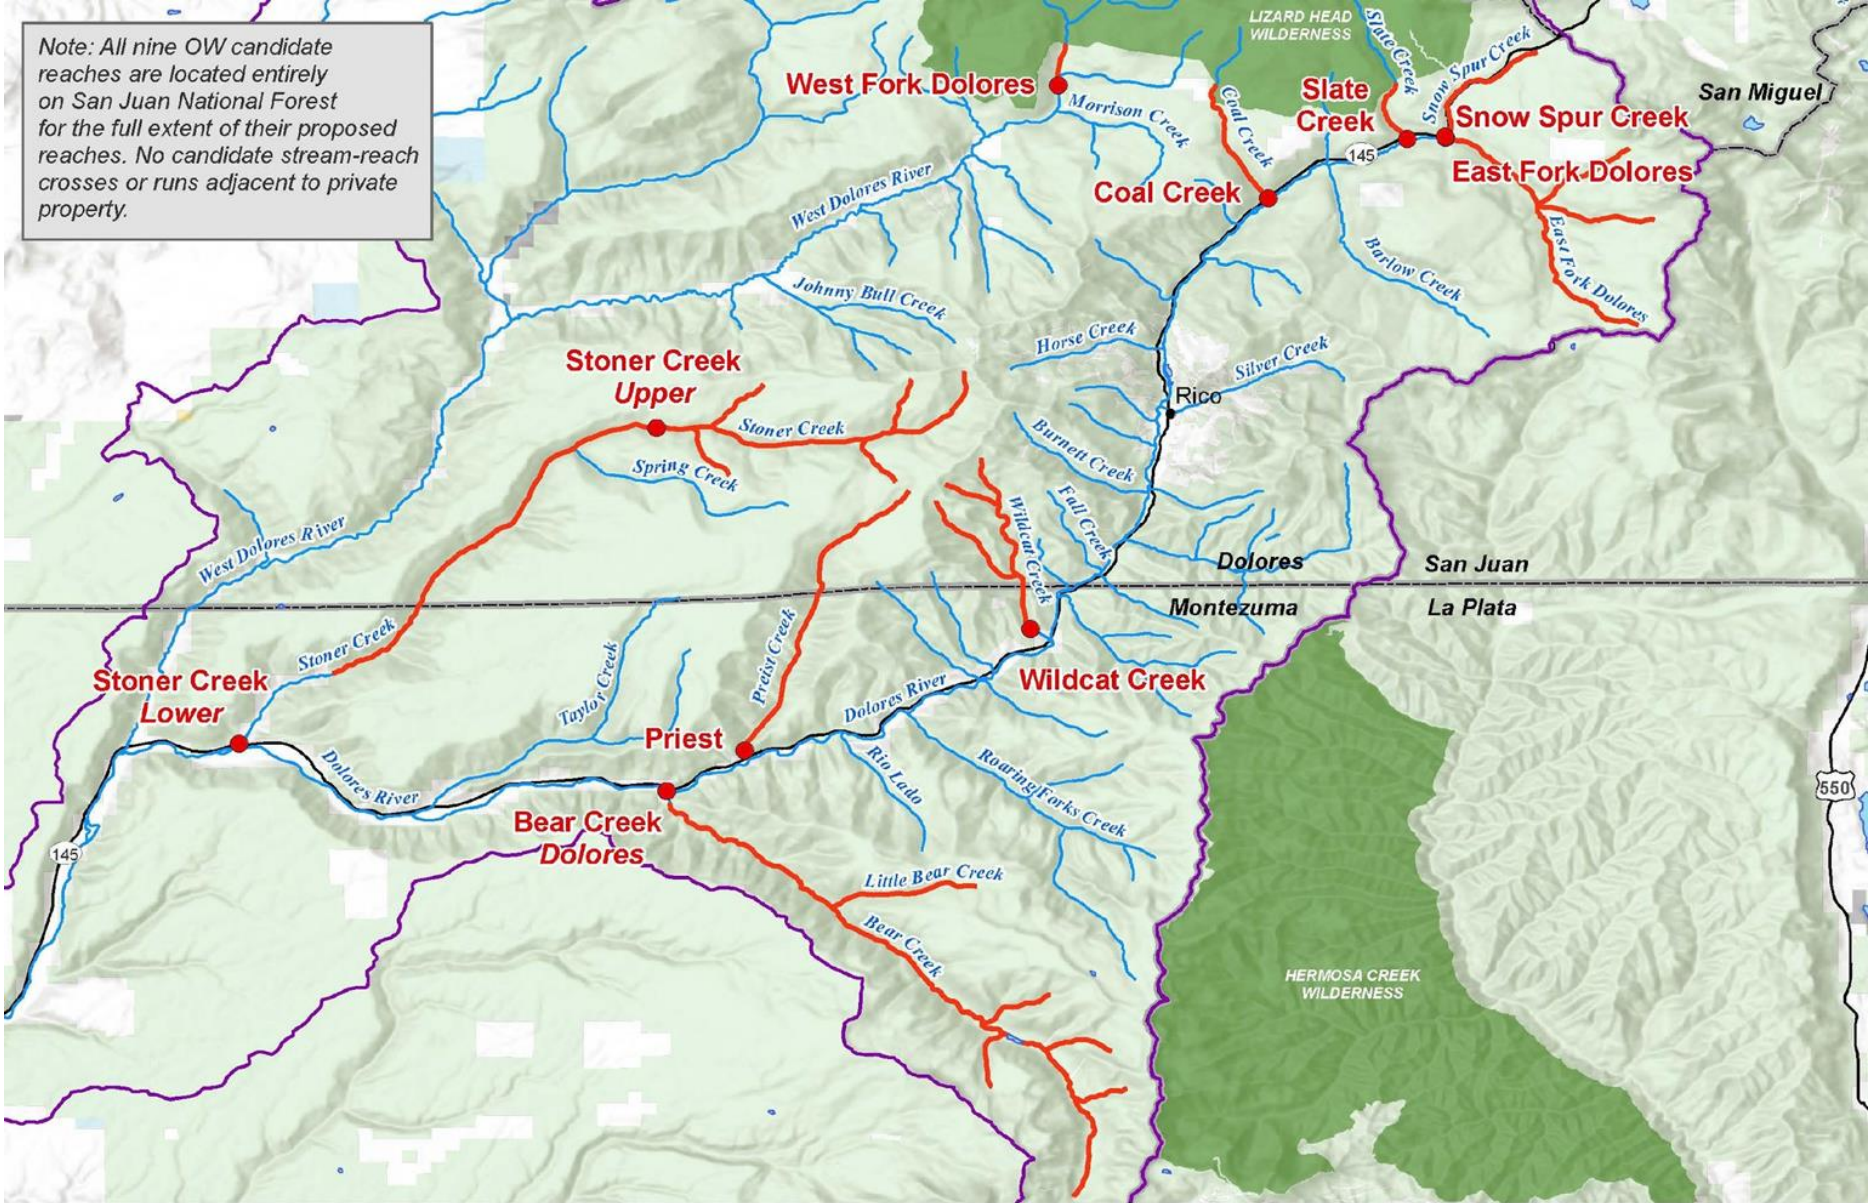 Note: All nine OW candidate
reaches are located entirely
on San Juan National Forest
for the full extent of their proposed
reaches. No candidate stream-reach
crosses or runs adjacent to private
property.
LIZARD HEAD
WILDERNESS
Slate Creek
Snow Spur Creek
San Miguel
West Fork Dolores
Morrison Creek
Coal Creek
Slate
Creek
Snow Spur Creek
145
East Fork Dolores
Coal Creek
West Dolores River
Barlow Creek
East Fork Dolores
Johnny Bull Creek
Horse Creek
Silver Creek
Rico
Stoner Creek
Upper
Stoner Creek
Spring Creek
Burnett Creek
Fall Creek
Wildcat Creek
West Dolores River
Dolores
San Juan
Montezuma
La Plata
Stoner Creek
Preist Creek
Taylor Creek
Wildcat Creek
Stoner Creek
Lower
Dolores River
Priest
Dolores River
Rio Lado
Roaring Forks Creek
550
Bear Creek
Dolores
145
Little Bear Creek
Bear Creek
HERMOSA CREEK
WILDERNESS